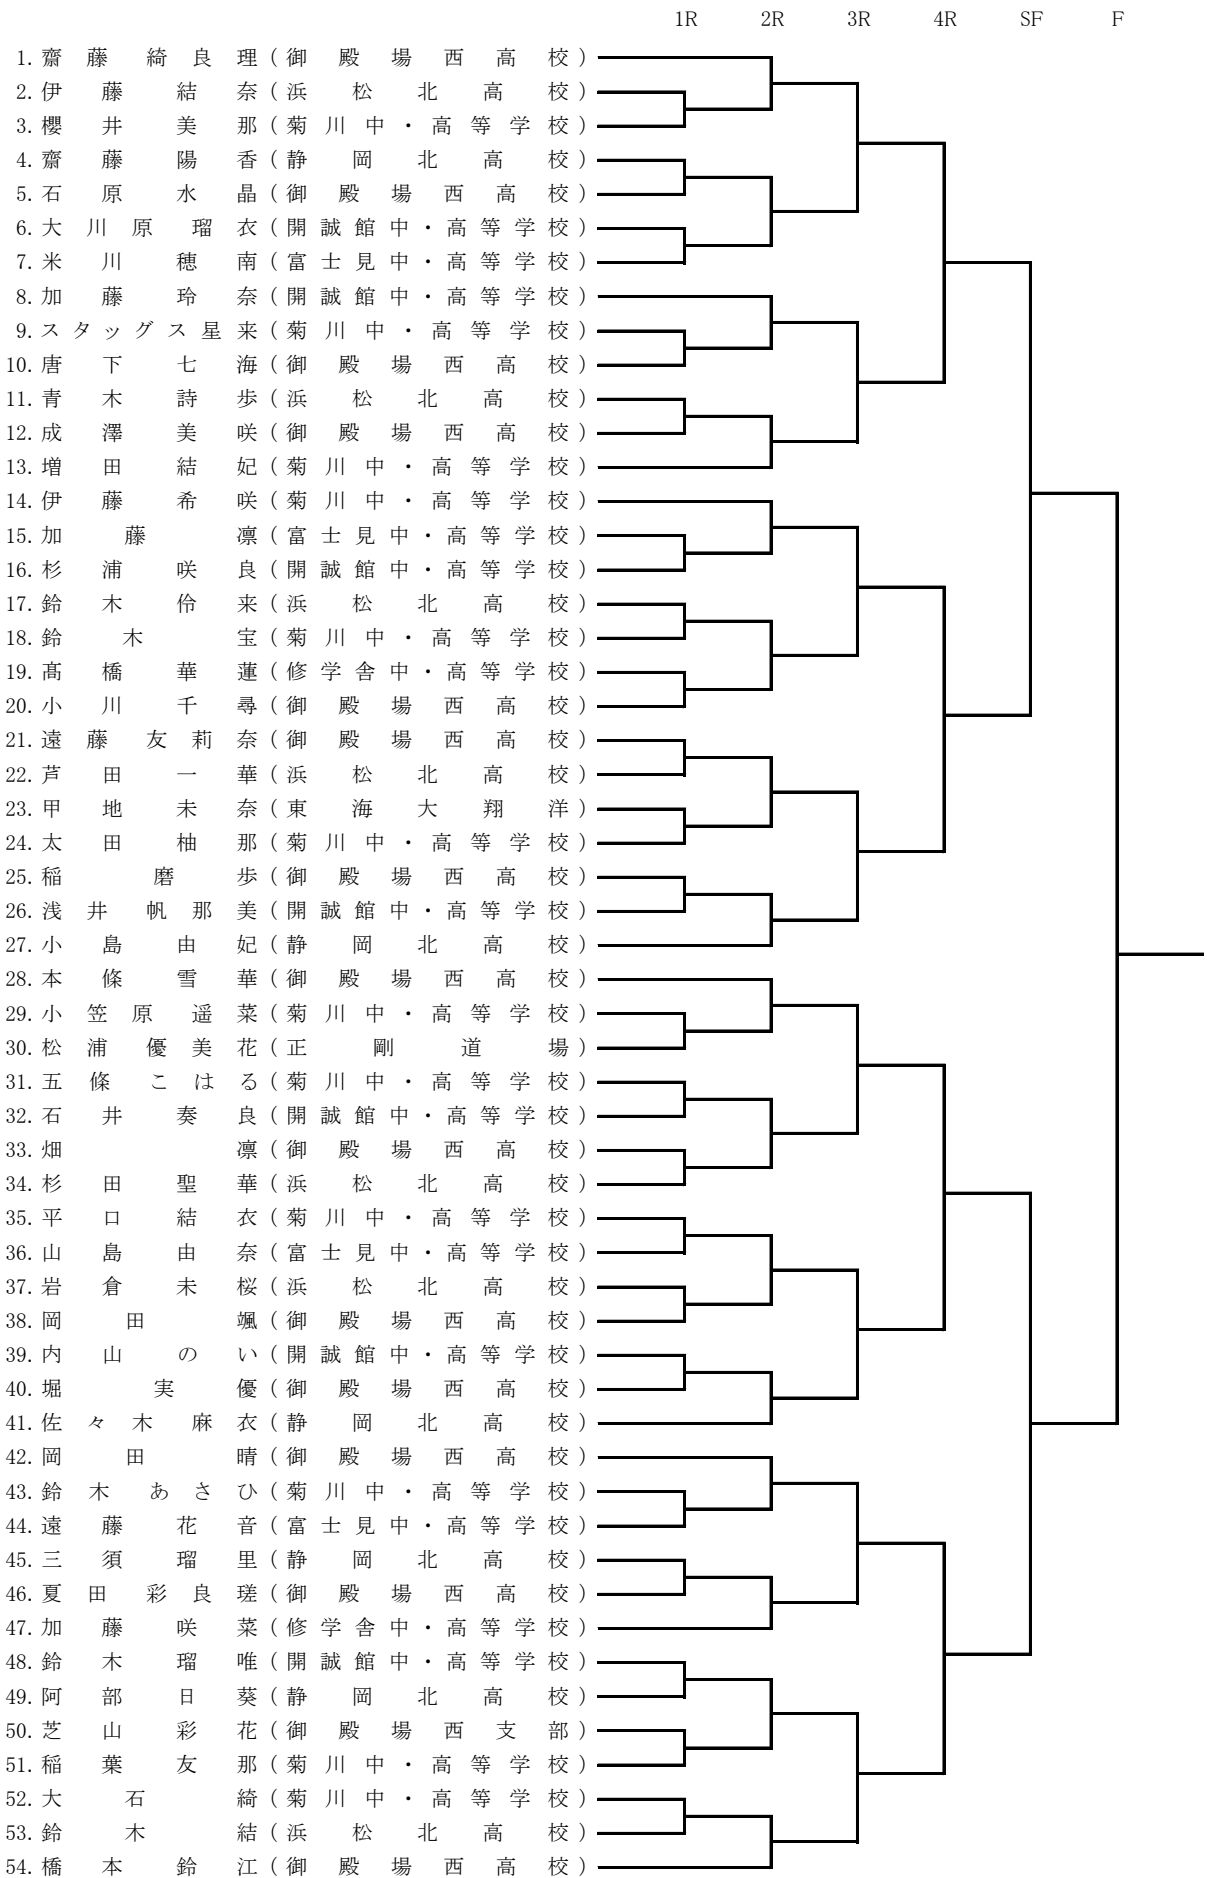 1R 2R 3R 4R SF F
1. 齋藤綺良理(御殿場西高校)
2. 伊藤結奈(浜松北高校)
3. 櫻井美那(菊川中・高等学校)
4. 齋藤陽香(静岡北高校)
5. 石原水晶(御殿場西高校)
6. 大川原瑠衣(開誠館中・高等学校)
7. 米川穂南(富士見中・高等学校)
8. 加藤玲奈(開誠館中・高等学校)
9. スタッグス星来(菊川中・高等学校)
10. 唐下七海(御殿場西高校)
11. 青木詩歩(浜松北高校)
12. 成澤美咲(御殿場西高校)
13. 増田結妃(菊川中・高等学校)
14. 伊藤希咲(菊川中・高等学校)
15. 加藤凛(富士見中・高等学校)
16. 杉浦咲良(開誠館中・高等学校)
17. 鈴木伶来(浜松北高校)
18. 鈴木宝(菊川中・高等学校)
19. 髙橋華蓮(修学舎中・高等学校)
20. 小川千尋(御殿場西高校)
21. 遠藤友莉奈(御殿場西高校)
22. 芦田一華(浜松北高校)
23. 甲地未奈(東海大翔洋)
24. 太田柚那(菊川中・高等学校)
25. 稲磨歩(御殿場西高校)
26. 浅井帆那美(開誠館中・高等学校)
27. 小島由妃(静岡北高校)
28. 本條雪華(御殿場西高校)
29. 小笠原遥菜(菊川中・高等学校)
30. 松浦優美花(正剛道場)
31. 五條こはる(菊川中・高等学校)
32. 石井奏良(開誠館中・高等学校)
33. 畑凛(御殿場西高校)
34. 杉田聖華(浜松北高校)
35. 平口結衣(菊川中・高等学校)
36. 山島由奈(富士見中・高等学校)
37. 岩倉未桜(浜松北高校)
38. 岡田颯(御殿場西高校)
39. 内山のい(開誠館中・高等学校)
40. 堀実優(御殿場西高校)
41. 佐々木麻衣(静岡北高校)
42. 岡田晴(御殿場西高校)
43. 鈴木あさひ(菊川中・高等学校)
44. 遠藤花音(富士見中・高等学校)
45. 三須瑠里(静岡北高校)
46. 夏田彩良瑳(御殿場西高校)
47. 加藤咲菜(修学舎中・高等学校)
48. 鈴木瑠唯(開誠館中・高等学校)
49. 阿部日葵(静岡北高校)
50. 芝山彩花(御殿場西支部)
51. 稲葉友那(菊川中・高等学校)
52. 大石綺(菊川中・高等学校)
53. 鈴木結(浜松北高校)
54. 橋本鈴江(御殿場西高校)